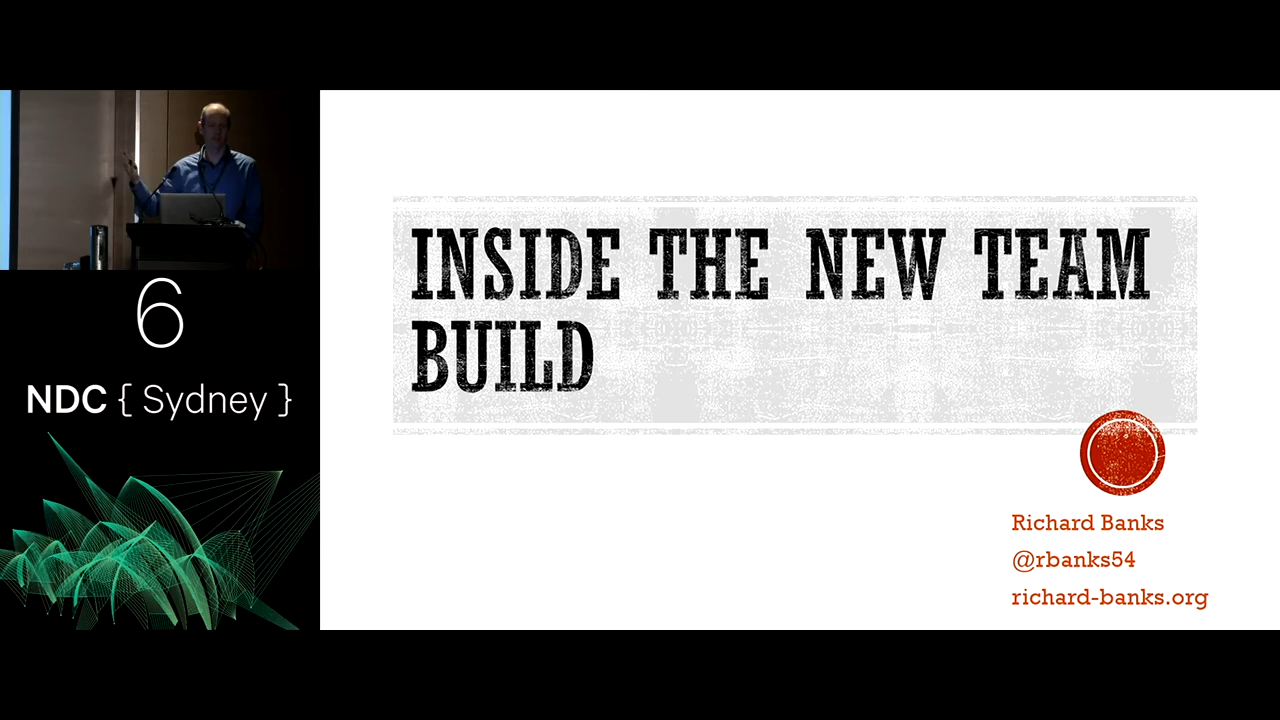 6
NDC { Sydney }
INSIDE THE NEW TEAM
BUILD
Richard Banks
@rbanks54
richard-banks.org